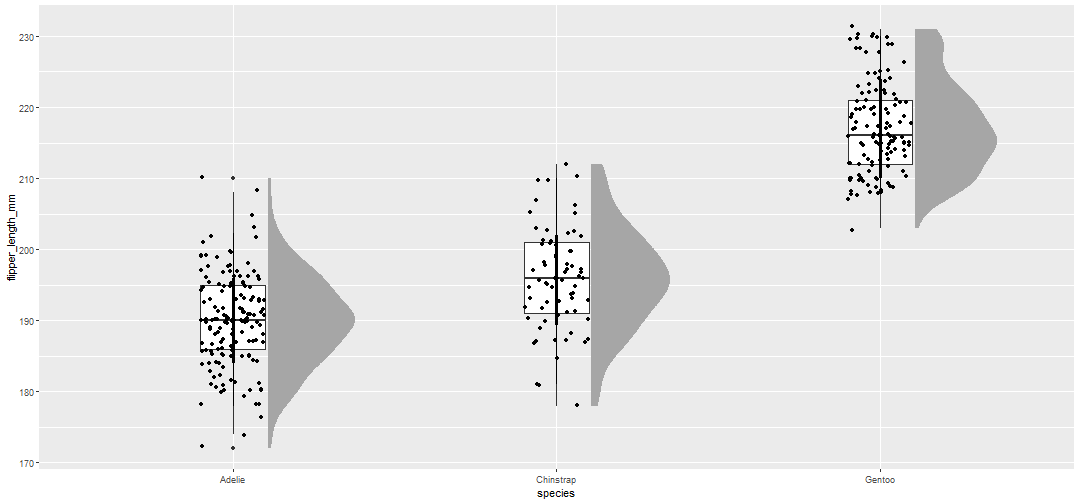 flipper_length_mm
230
220
210
200
190
180
170
Adelie
Chinstrap
Gentoo
species